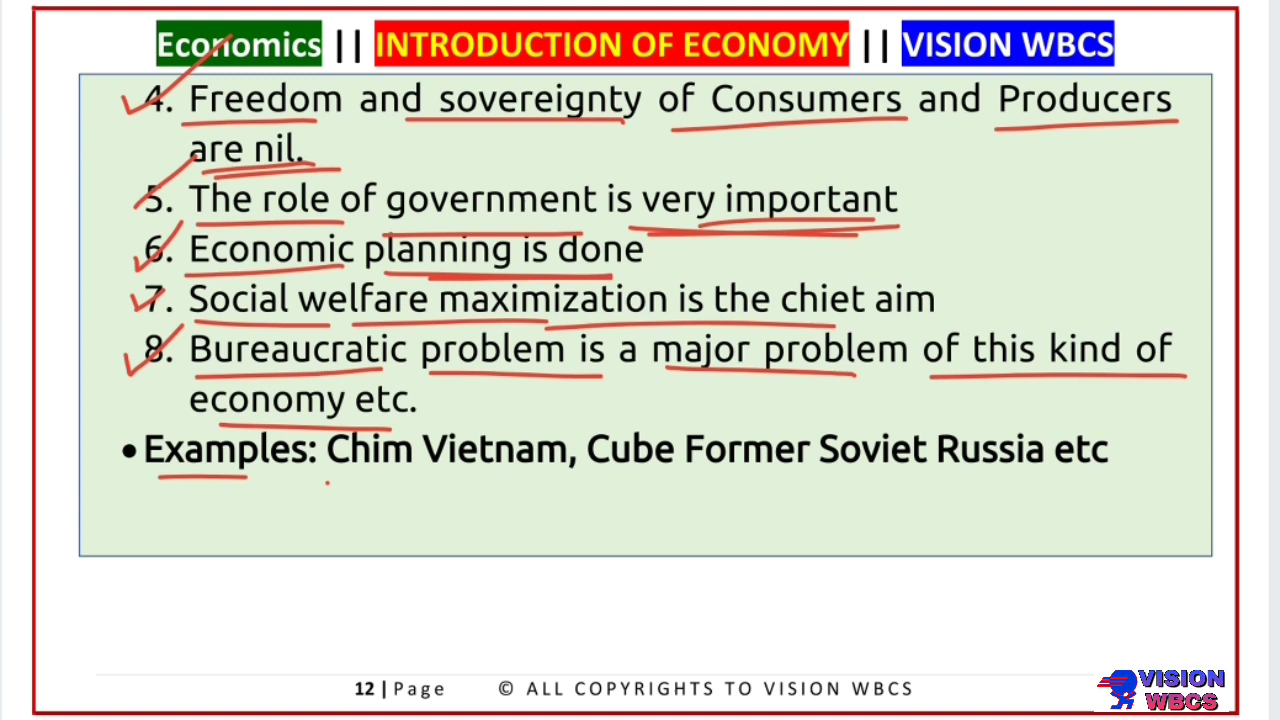 Economics || INTRODUCTION OF ECONOMY || VISION WBCS
4. Freedom and sovereignty of Consumers and Producers
are nil.
5. The role of government is very important
6. Economic planning is done
7. Social welfare maximization is the chiet aim
8. Bureaucratic problem is a major problem of this kind of
economy etc.
• Examples: Chim Vietnam, Cube Former Soviet Russia etc
12 | Page © ALL COPYRIGHTS TO VISION WBCS
VISION
WBCS